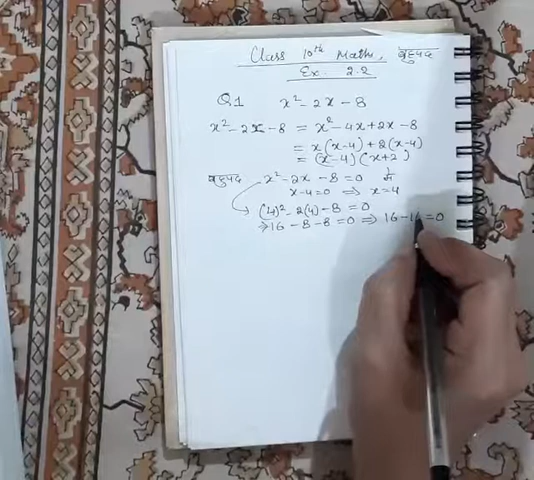 Class 10th Math, बहुपद
Ex. 2.2
Q1 x² - 2x - 8
x² - 2x - 8 = x² - 4x + 2x - 8
= x(x-4) + 2(x-4)
= (x-4) (x+2)
बहुपद x² - 2x - 8 = 0 में
x-4=0 ⇒ x=4
(4)² - 2(4) - 8 = 0
⇒ 16 - 8 - 8 = 0 ⇒ 16-16=0